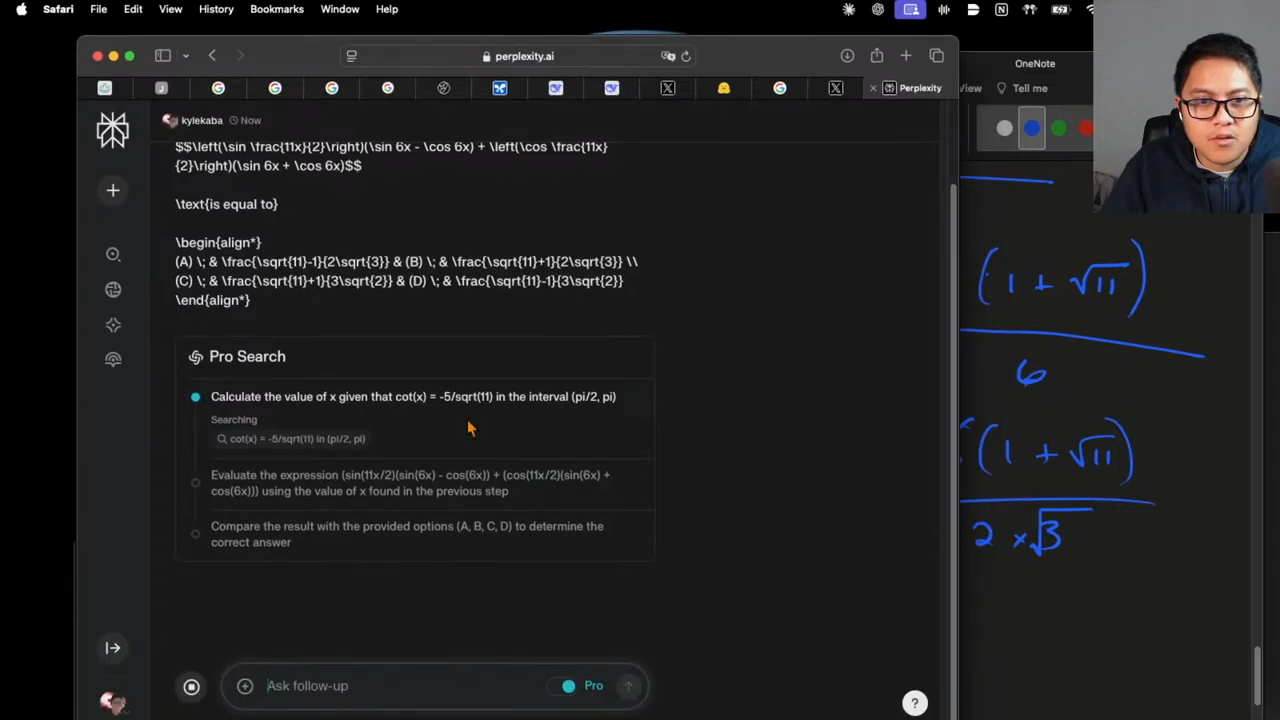 Safari File Edit View History Bookmarks Window Help
perplexity.ai
Perplexity
OneNote
View Tell me
kylekaba Now
$$\left(\sin \frac{11x}{2}\right)(\sin 6x - \cos 6x) + \left(\cos \frac{11x}
{2}\right)(\sin 6x + \cos 6x)$$
\text{is equal to}
\begin{align*}
(A) \; & \frac{\sqrt{11}-1}{2\sqrt{3}} & (B) \; & \frac{\sqrt{11}+1}{2\sqrt{3}} \\
(C) \; & \frac{\sqrt{11}+1}{3\sqrt{2}} & (D) \; & \frac{\sqrt{11}-1}{3\sqrt{2}}
\end{align*}
Pro Search
Calculate the value of x given that cot(x) = -5/sqrt(11) in the interval (pi/2, pi)
Searching
cot(x) = -5/sqrt(11) in (pi/2, pi)
Evaluate the expression (sin(11x/2)(sin(6x) - cos(6x)) + (cos(11x/2)(sin(6x) +
cos(6x))) using the value of x found in the previous step
Compare the result with the provided options (A, B, C, D) to determine the
correct answer
Ask follow-up
Pro
?
(1 + √11)
6
(1 + √11)
2 × √3